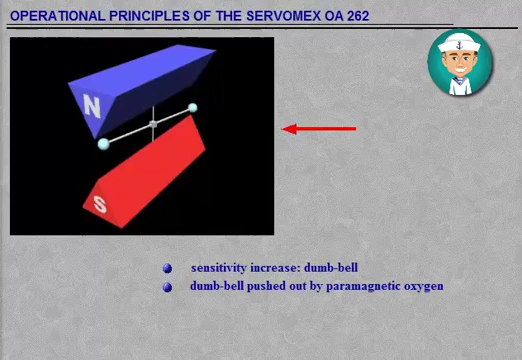 OPERATIONAL PRINCIPLES OF THE SERVOMEX OA 262
N
S
sensitivity increase: dumb-bell
dumb-bell pushed out by paramagnetic oxygen